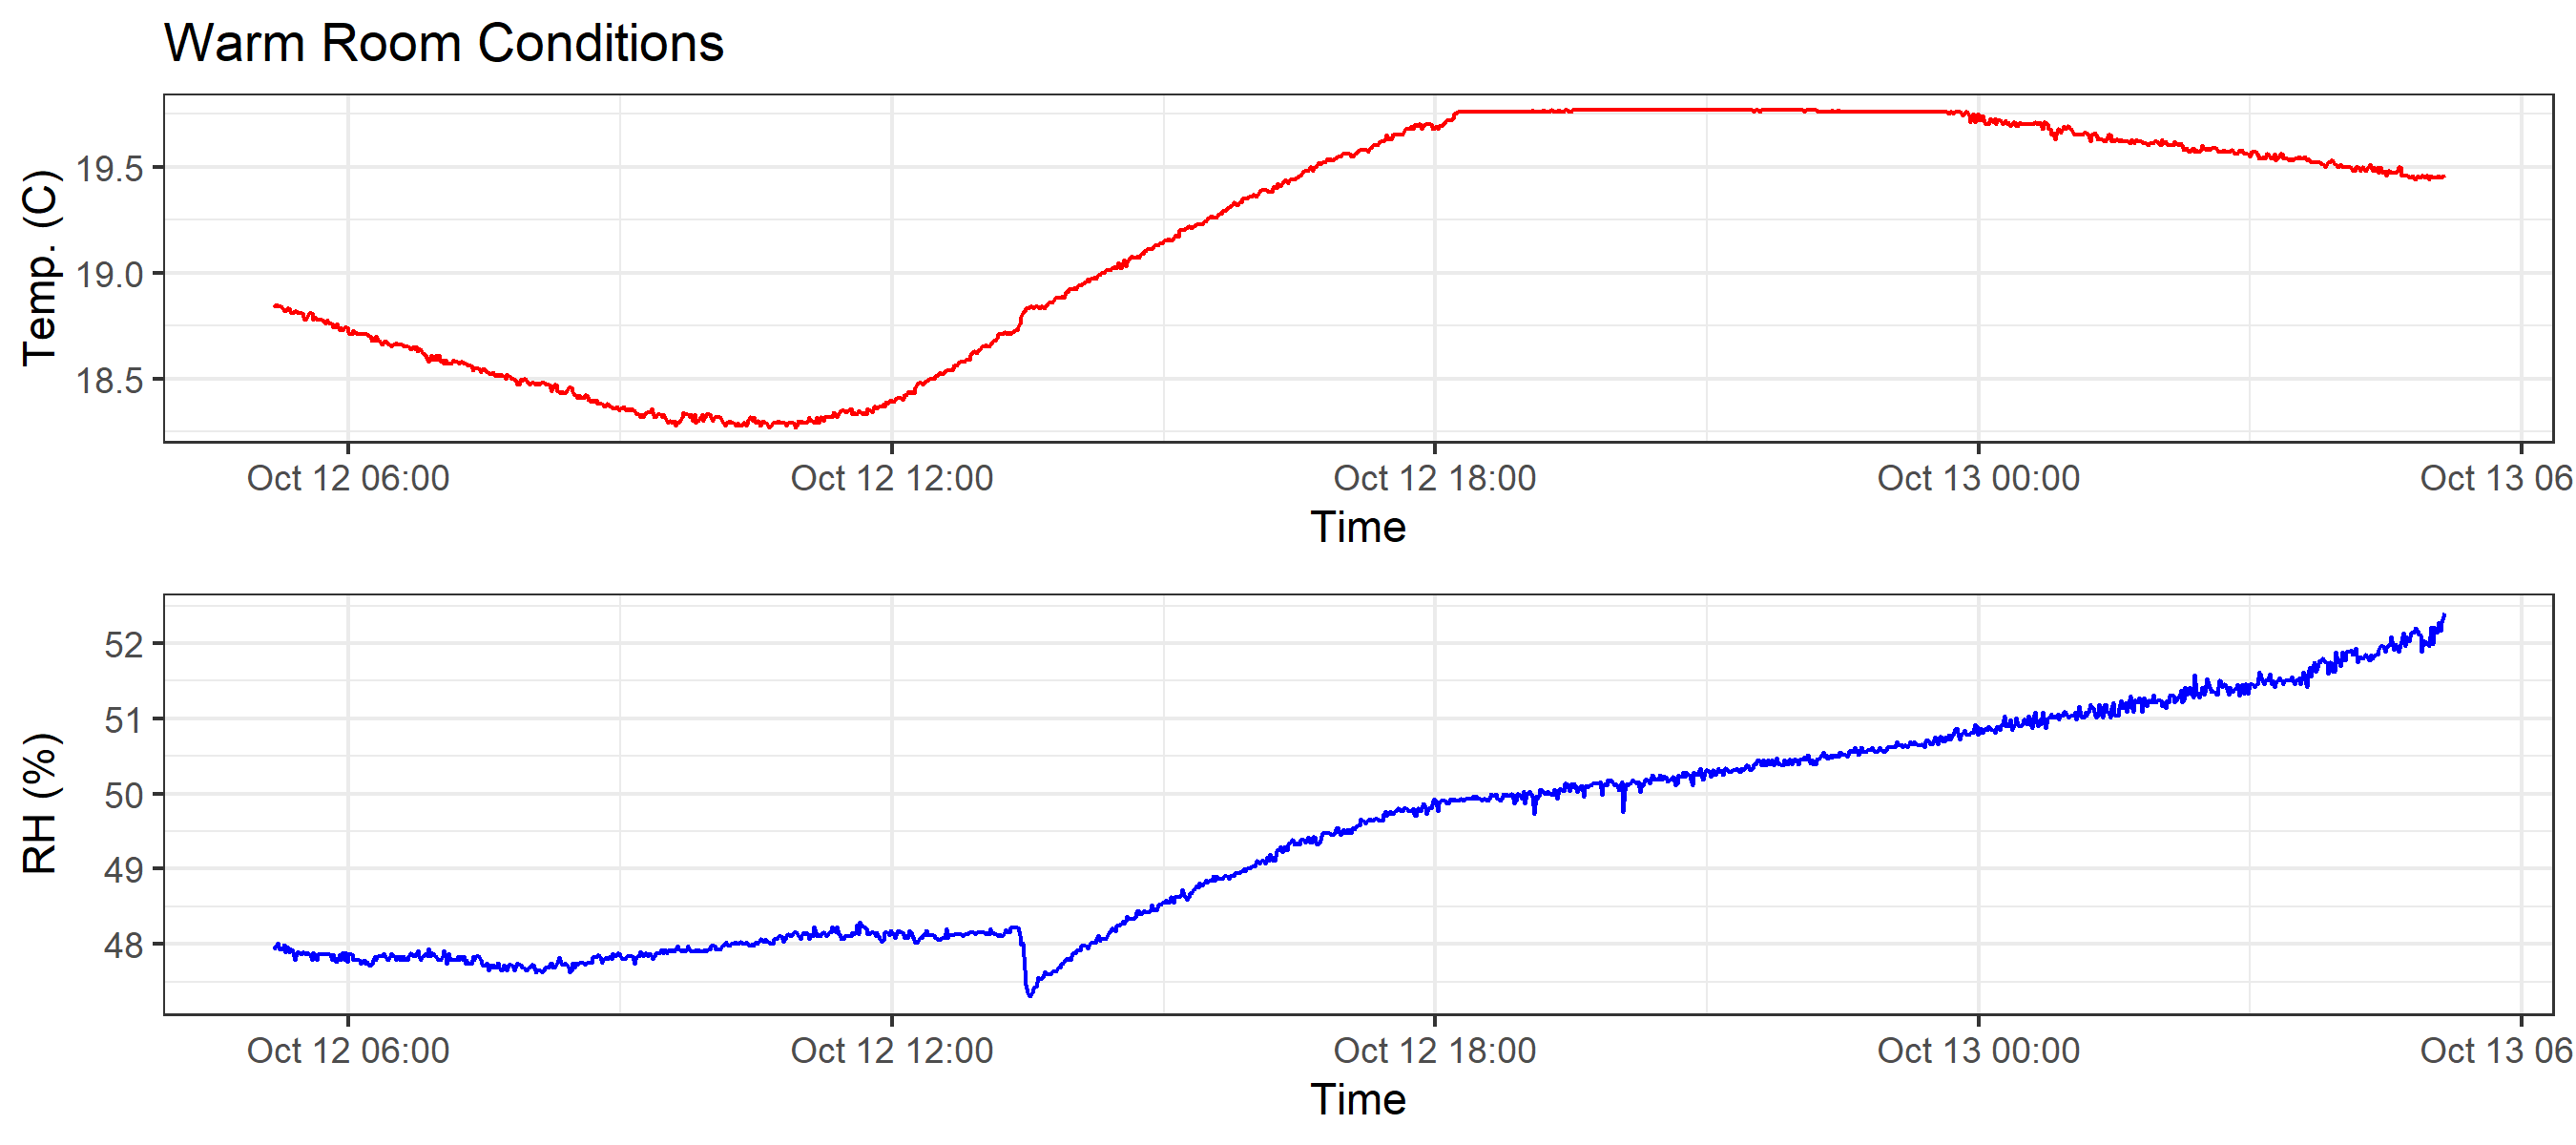 Warm Room Conditions
Temp. (C)
19.5
19.0
18.5
Oct 12 06:00 Oct 12 12:00 Oct 12 18:00 Oct 13 00:00 Oct 13 06
Time
RH (%)
52
51
50
49
48
Oct 12 06:00 Oct 12 12:00 Oct 12 18:00 Oct 13 00:00 Oct 13 06
Time